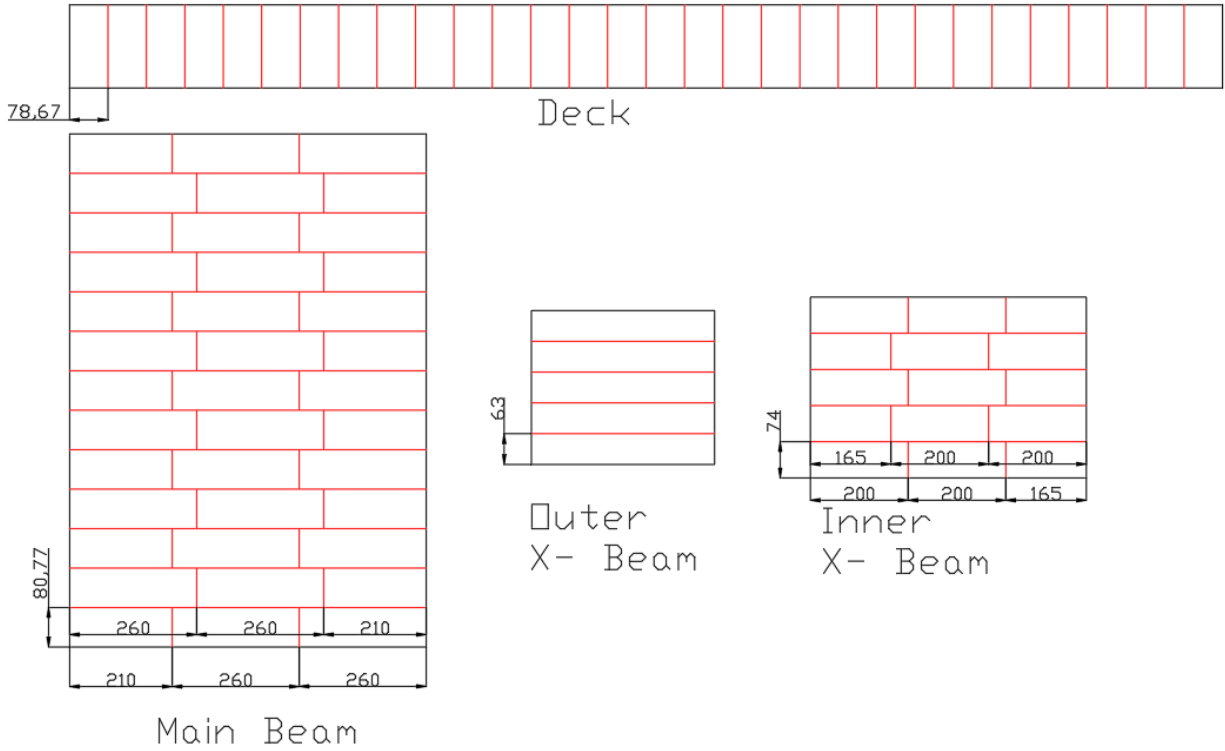 78,67
Deck
80,77
260 260 210
210 260 260
Main Beam
63
Outer
X- Beam
74
165 200 200
200 200 165
Inner
X- Beam